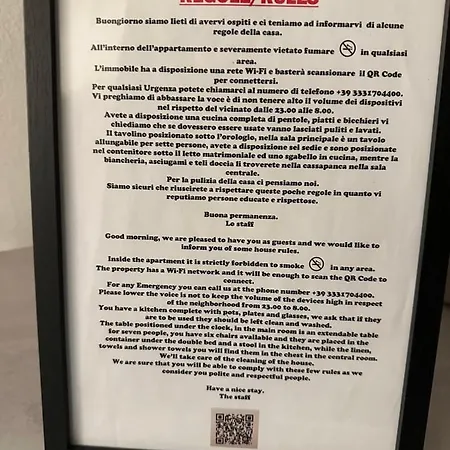 REGOLE/RULES
Buongiorno siamo lieti di avervi ospiti e ci teniamo ad informarvi di alcune
regole della casa.
All'interno dell'appartamento e severamente vietato fumare in qualsiasi
area.
L'immobile ha a disposizione una rete Wi-Fi e basterà scansionare il QR Code
per connettersi.
Per qualsiasi Urgenza potete chiamarci al numero di telefono +39 3331704400.
Vi preghiamo di abbassare la voce è di non tenere alto il volume dei dispositivi
nel rispetto del vicinato dalle 23.00 alle 8.00.
Avete a disposizione una cucina completa di pentole, piatti e bicchieri vi
chiediamo che se dovessero essere usate vanno lasciati puliti e lavati.
Il tavolino posizionato sotto l'orologio, nella sala principale è un tavolo
allungabile per sette persone, avete a disposizione sei sedie e sono posizionate
nel contenitore sotto il letto matrimoniale ed uno sgabello in cucina, mentre la
biancheria, asciugami e teli doccia li troverete nella cassapanca nella sala
centrale.
Per la pulizia della casa ci pensiamo noi.
Siamo sicuri che riuscirete a rispettare queste poche regole in quanto vi
reputiamo persone educate e rispettose.
Buona permanenza.
Lo staff
Good morning, we are pleased to have you as guests and we would like to
inform you of some house rules.
Inside the apartment it is strictly forbidden to smoke in any area.
The property has a Wi-Fi network and it will be enough to scan the QR Code to
connect.
For any Emergency you can call us at the phone number +39 3331704400.
Please lower the voice is not to keep the volume of the devices high in respect
of the neighborhood from 23.00 to 8.00.
You have a kitchen complete with pots, plates and glasses, we ask that if they
are to be used they should be left clean and washed.
The table positioned under the clock, in the main room is an extendable table
for seven people, you have six chairs available and they are placed in the
container under the double bed and a stool in the kitchen, while the linen,
towels and shower towels you will find them in the chest in the central room.
We'll take care of the cleaning of the house.
We are sure that you will be able to comply with these few rules as we
consider you polite and respectful people.
Have a nice stay.
The staff